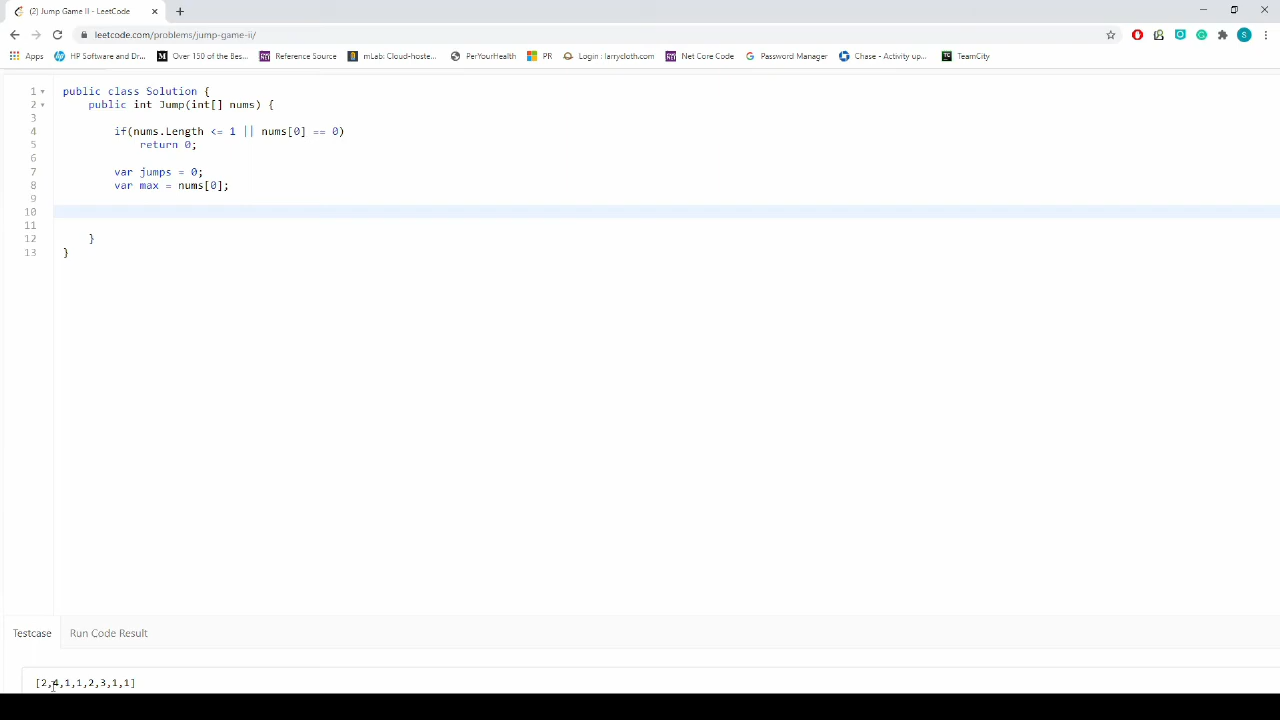 (2) Jump Game II - LeetCode
leetcode.com/problems/jump-game-ii/
Apps HP Software and Dr... Over 150 of the Bes... Reference Source mLab: Cloud-hoste... PerYourHealth PR Login : larrycloth.com Net Core Code Password Manager Chase - Activity up... TeamCity
1 public class Solution {
2 public int Jump(int[] nums) {
3
4 if(nums.Length <= 1 || nums[0] == 0)
5 return 0;
6
7 var jumps = 0;
8 var max = nums[0];
9
10
11
12 }
13 }
Testcase Run Code Result
[2,4,1,1,2,3,1,1]